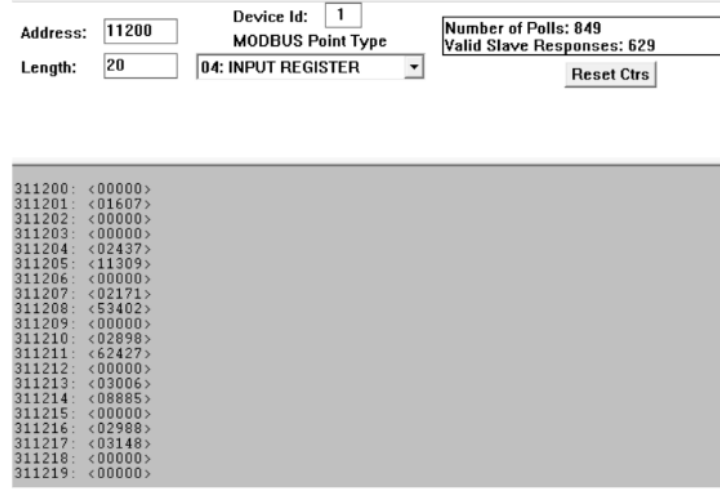 Address: 11200
Device Id: 1
MODBUS Point Type
Length: 20
04: INPUT REGISTER
Number of Polls: 849
Valid Slave Responses: 629
Reset Ctrs
311200: <00000>
311201: <01607>
311202: <00000>
311203: <00000>
311204: <02437>
311205: <11309>
311206: <00000>
311207: <02171>
311208: <53402>
311209: <00000>
311210: <02898>
311211: <62427>
311212: <00000>
311213: <03006>
311214: <08885>
311215: <00000>
311216: <02988>
311217: <03148>
311218: <00000>
311219: <00000>